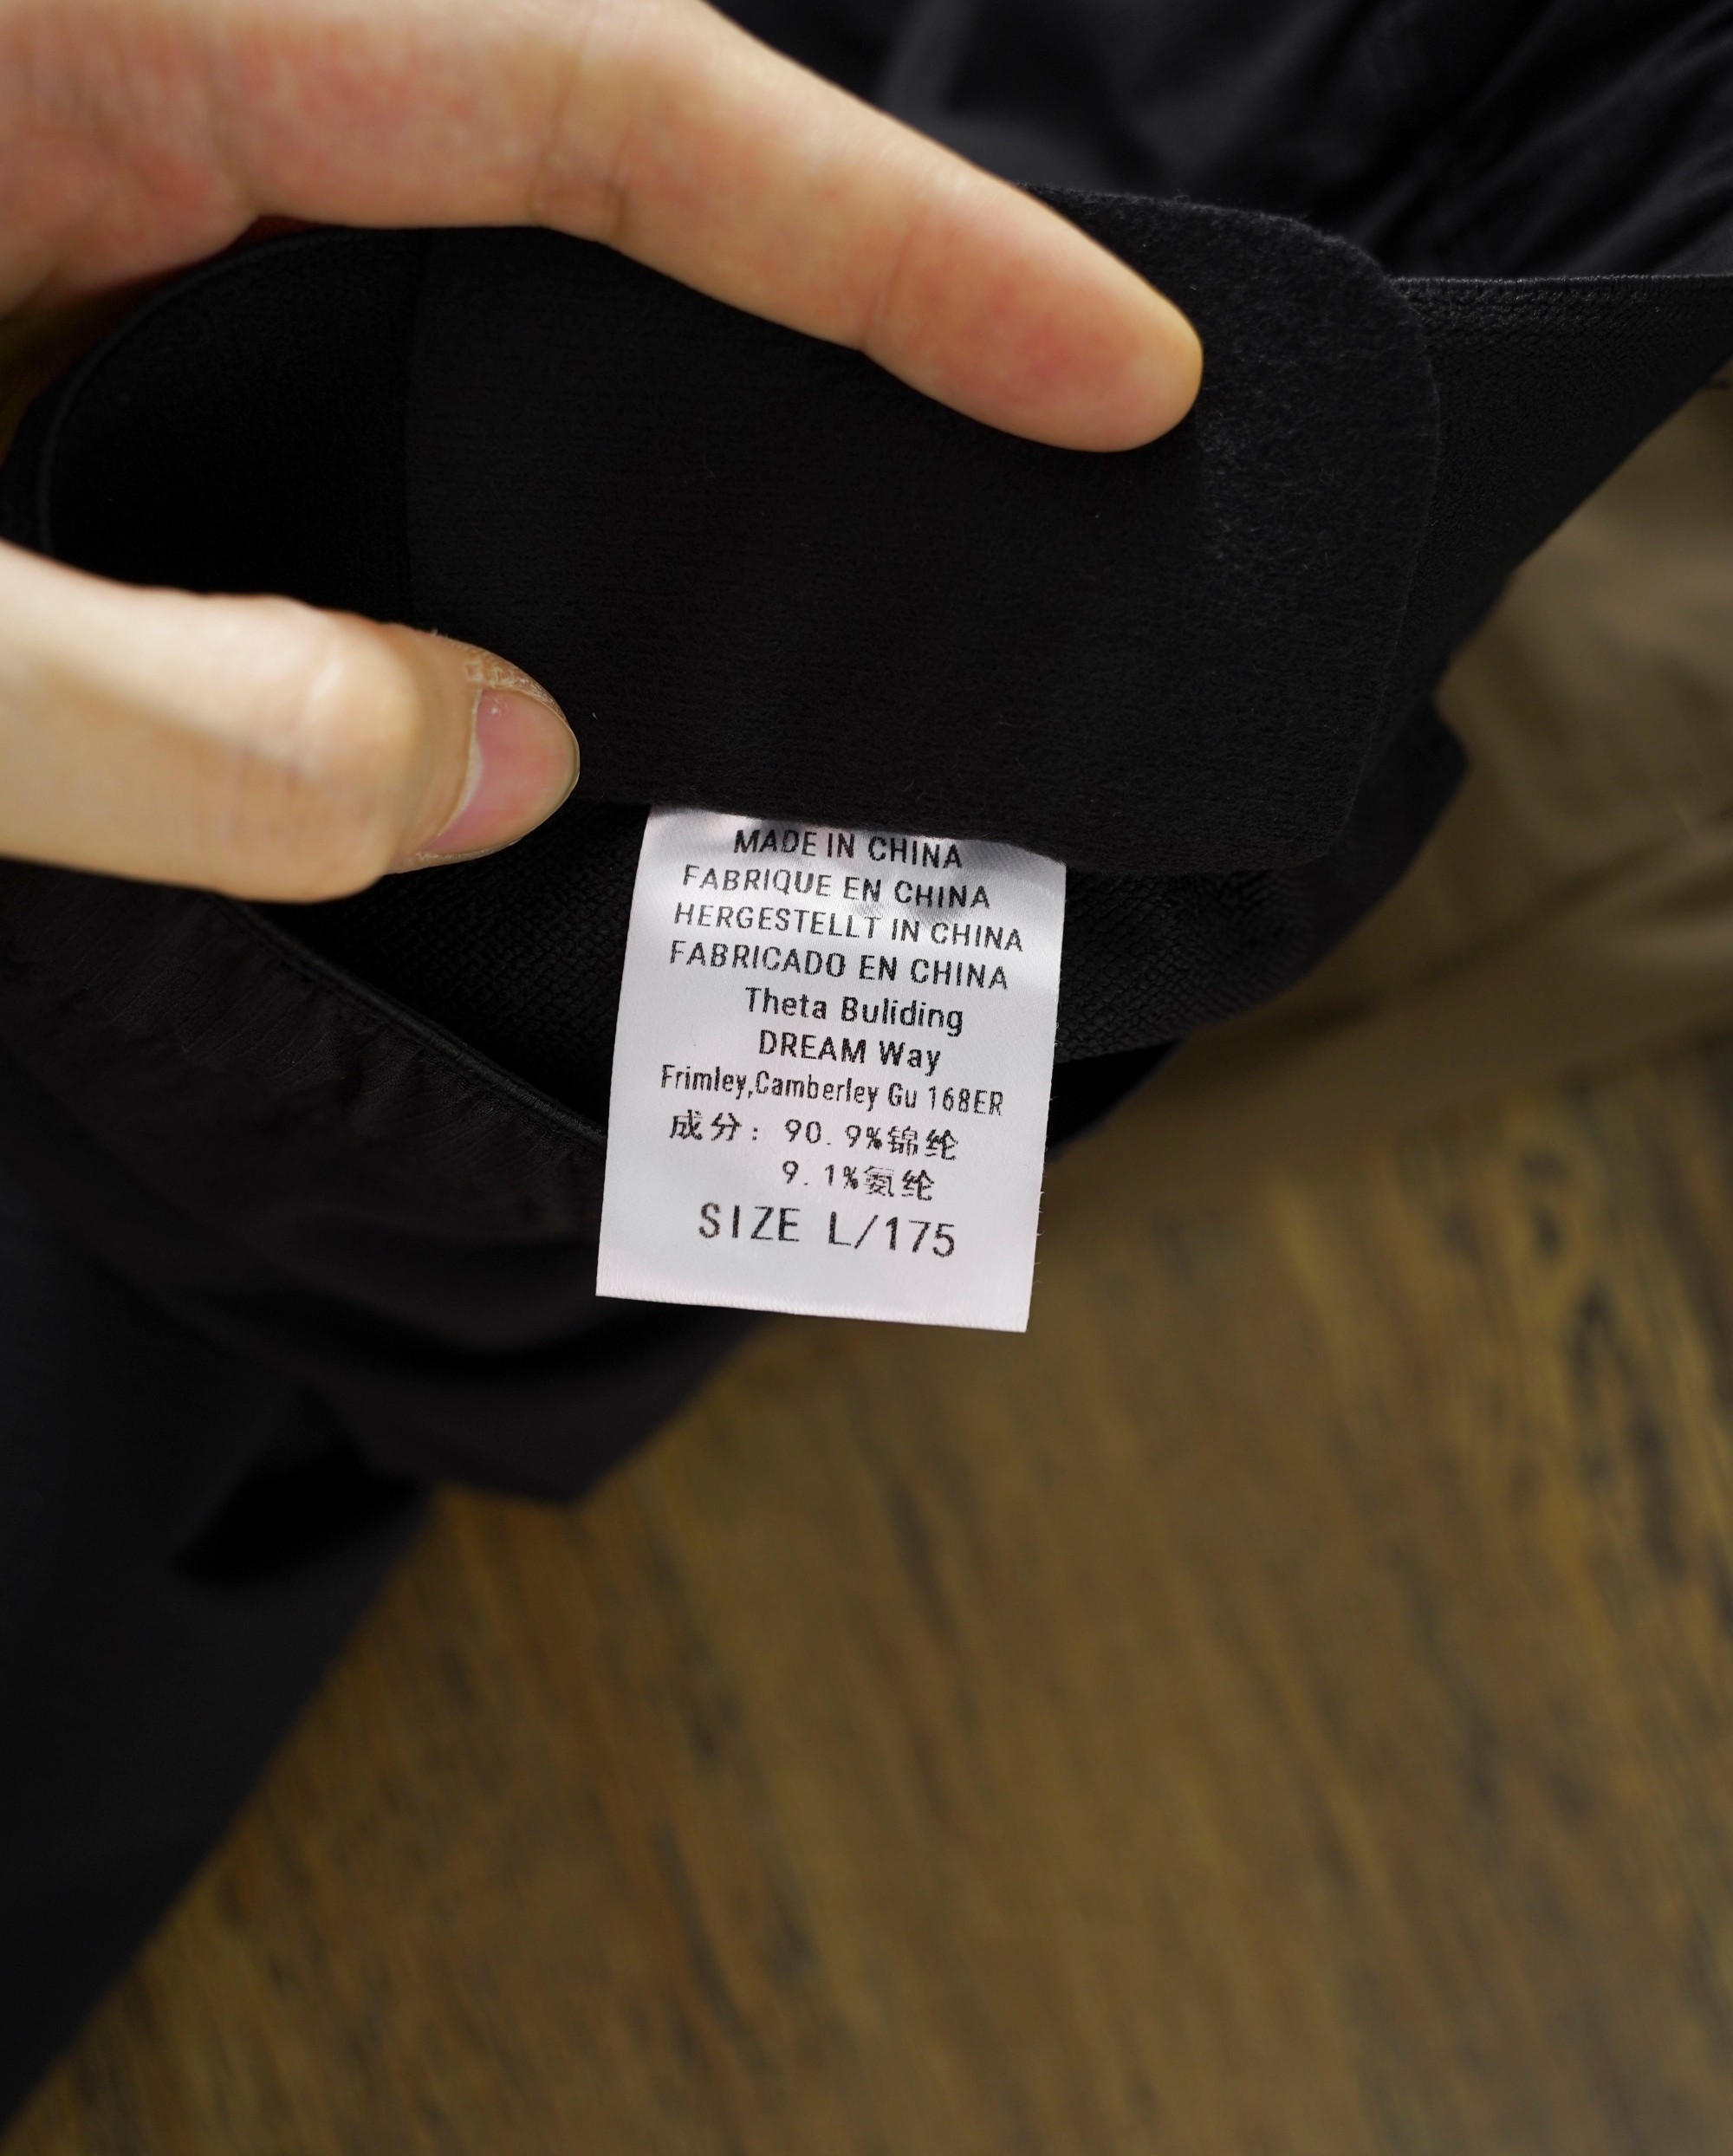 MADE IN CHINA
FABRIQUE EN CHINA
HERGESTELLT IN CHINA
FABRICADO EN CHINA
Theta Buliding
DREAM Way
Frimley,Camberley Gu 168ER
成分: 90.9%锦纶
9.1%氨纶
SIZE L/175